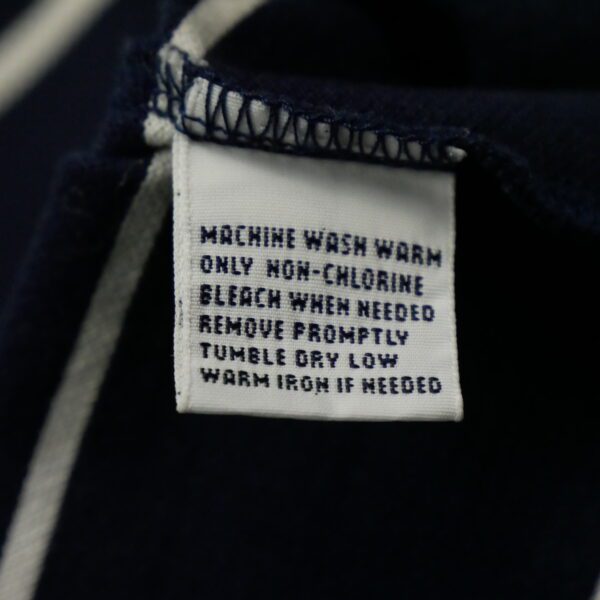 MACHINE WASH WARM
ONLY NON-CHLORINE
BLEACH WHEN NEEDED
REMOVE PROMPTLY
TUMBLE DRY LOW
WARM IRON IF NEEDED